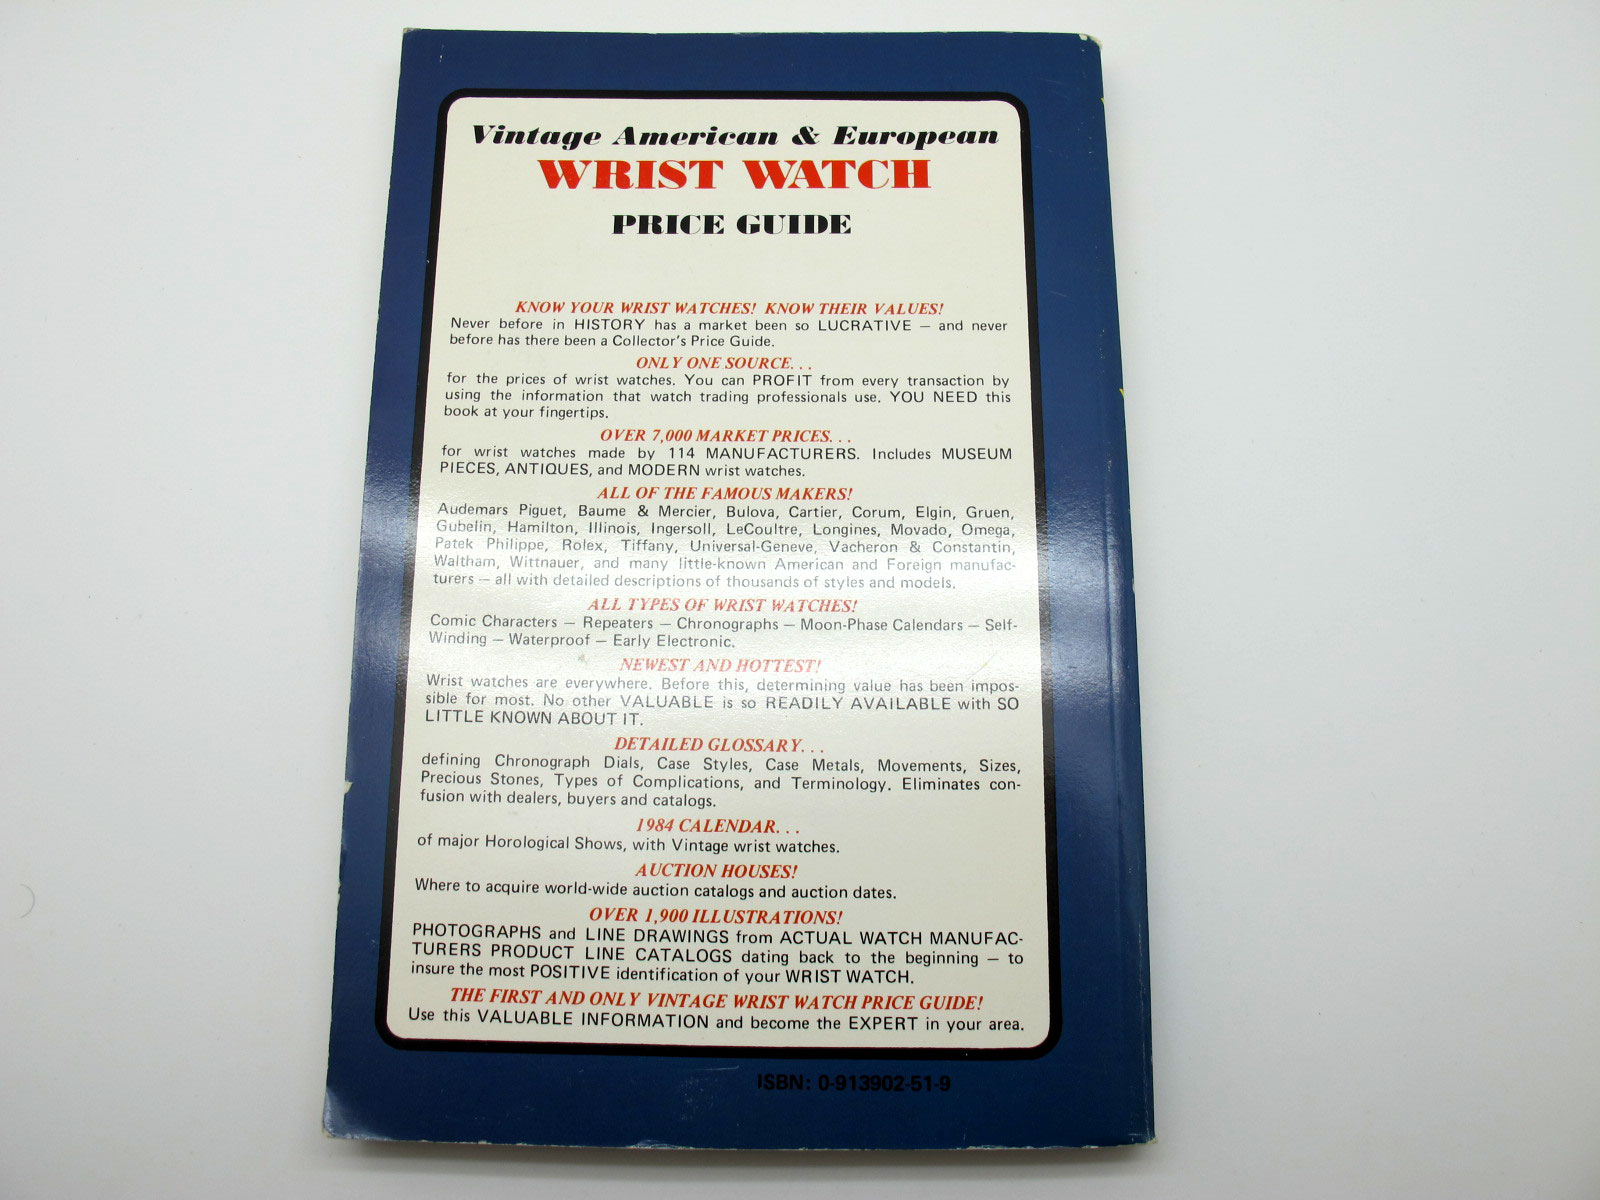 Vintage American & European
WRIST WATCH
PRICE GUIDE
KNOW YOUR WRIST WATCHES! KNOW THEIR VALUES!
Never before in HISTORY has a market been so LUCRATIVE — and never
before has there been a Collector's Price Guide.
ONLY ONE SOURCE. . .
for the prices of wrist watches. You can PROFIT from every transaction by
using the information that watch trading professionals use. YOU NEED this
book at your fingertips.
OVER 7,000 MARKET PRICES. . .
for wrist watches made by 114 MANUFACTURERS. Includes MUSEUM
PIECES, ANTIQUES, and MODERN wrist watches.
ALL OF THE FAMOUS MAKERS!
Audemars Piguet, Baume & Mercier, Bulova, Cartier, Corum, Elgin, Gruen,
Gubelin, Hamilton, Illinois, Ingersoll, LeCoultre, Longines, Movado, Omega,
Patek Philippe, Rolex, Tiffany, Universal-Geneve, Vacheron & Constantin,
Waltham, Wittnauer, and many little-known American and Foreign manufac-
turers — all with detailed descriptions of thousands of styles and models.
ALL TYPES OF WRIST WATCHES!
Comic Characters — Repeaters — Chronographs — Moon-Phase Calendars — Self-
Winding — Waterproof — Early Electronic.
NEWEST AND HOTTEST!
Wrist watches are everywhere. Before this, determining value has been impos-
sible for most. No other VALUABLE is so READILY AVAILABLE with SO
LITTLE KNOWN ABOUT IT.
DETAILED GLOSSARY. . .
defining Chronograph Dials, Case Styles, Case Metals, Movements, Sizes,
Precious Stones, Types of Complications, and Terminology. Eliminates con-
fusion with dealers, buyers and catalogs.
1984 CALENDAR. . .
of major Horological Shows, with Vintage wrist watches.
AUCTION HOUSES!
Where to acquire world-wide auction catalogs and auction dates.
OVER 1,900 ILLUSTRATIONS!
PHOTOGRAPHS and LINE DRAWINGS from ACTUAL WATCH MANUFAC-
TURERS PRODUCT LINE CATALOGS dating back to the beginning — to
insure the most POSITIVE identification of your WRIST WATCH.
THE FIRST AND ONLY VINTAGE WRIST WATCH PRICE GUIDE!
Use this VALUABLE INFORMATION and become the EXPERT in your area.
ISBN: 0-913902-51-9